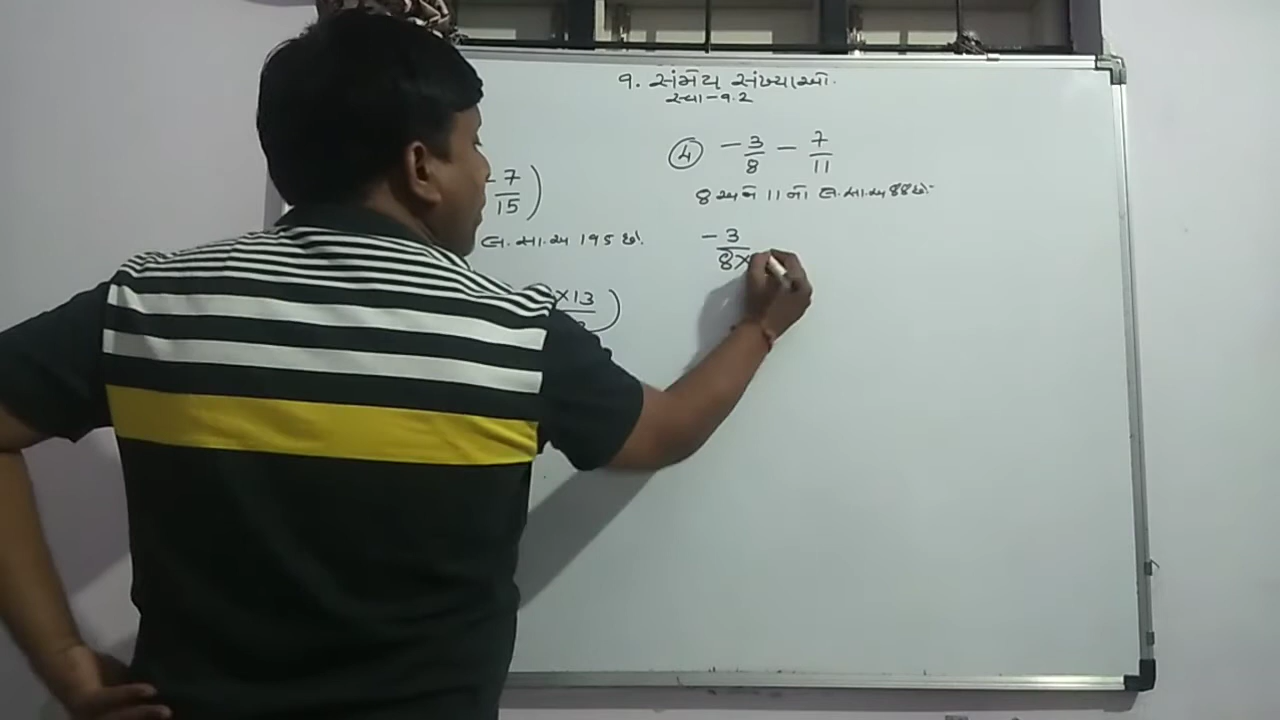 ૧. સંમેય સંખ્યાઓ.
સ્વા-૧.૨
- 7/15 )
લ.સા.અ 195 છે.
×13 )
④ -3/8 - 7/11
8 અને 11 નો લ.સા.અ 88 છે.
-3/8×